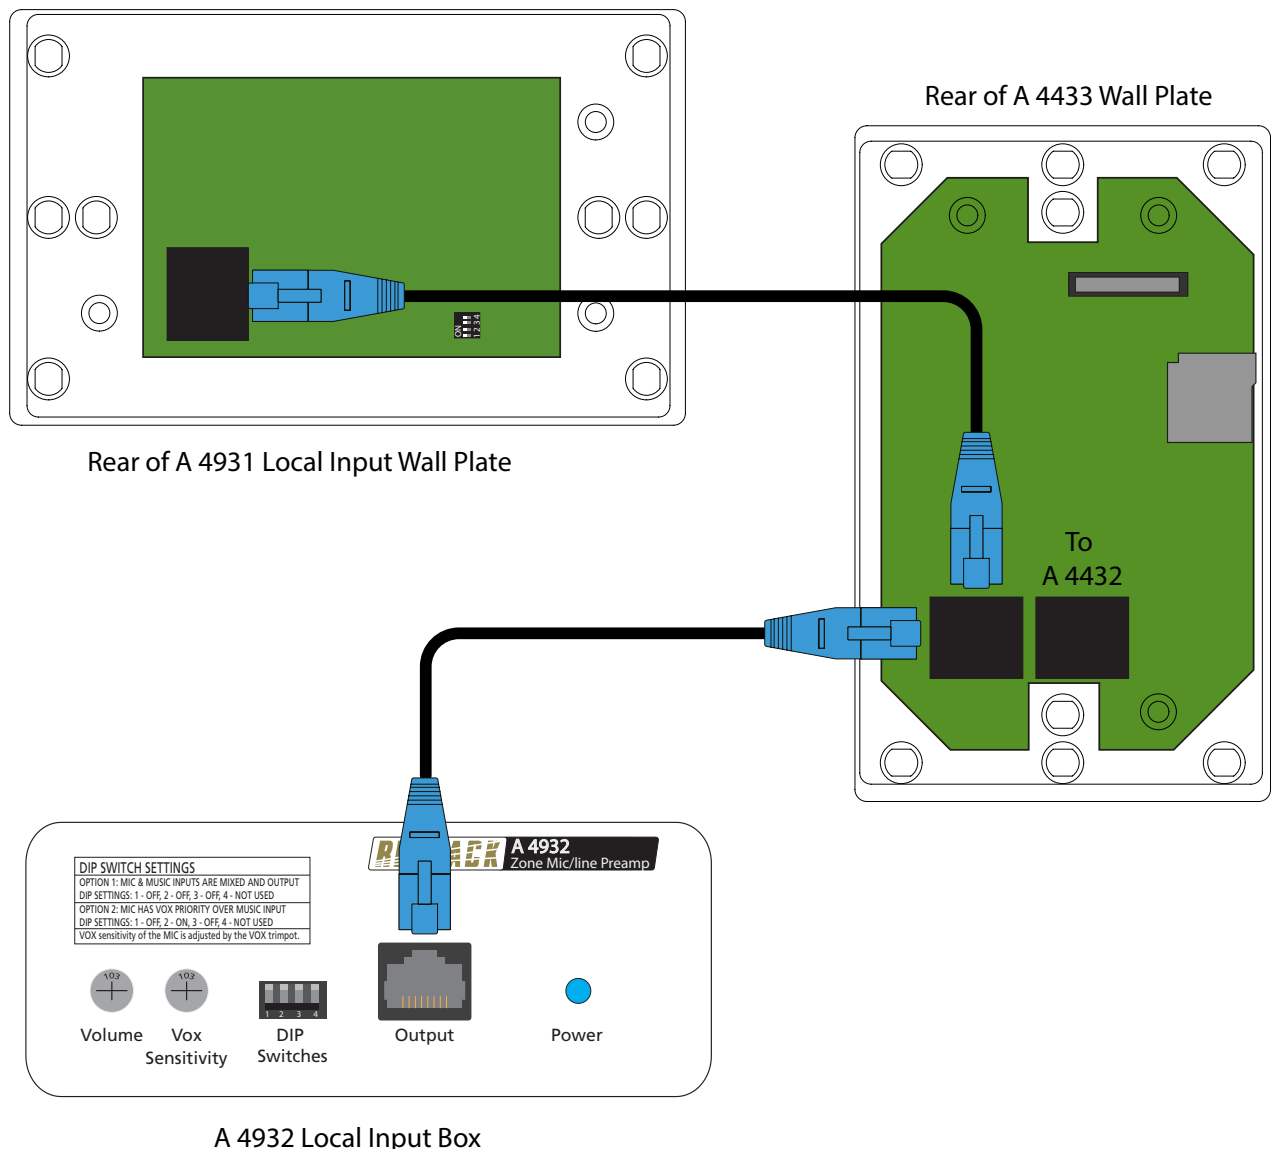 Rear of A 4433 Wall Plate
ON
1 2 3 4
Rear of A 4931 Local Input Wall Plate
To
A 4432
A 4932
Zone Mic/line Preamp
DIP SWITCH SETTINGS
OPTION 1: MIC & MUSIC INPUTS ARE MIXED AND OUTPUT
DIP SETTINGS: 1 - OFF, 2 - OFF, 3 - OFF, 4 - NOT USED
OPTION 2: MIC HAS VOX PRIORITY OVER MUSIC INPUT
DIP SETTINGS: 1 - OFF, 2 - ON, 3 - OFF, 4 - NOT USED
VOX sensitivity of the MIC is adjusted by the VOX trimpot.
103
103
1 2 3 4
Volume
Vox
Sensitivity
DIP
Switches
Output
Power
A 4932 Local Input Box